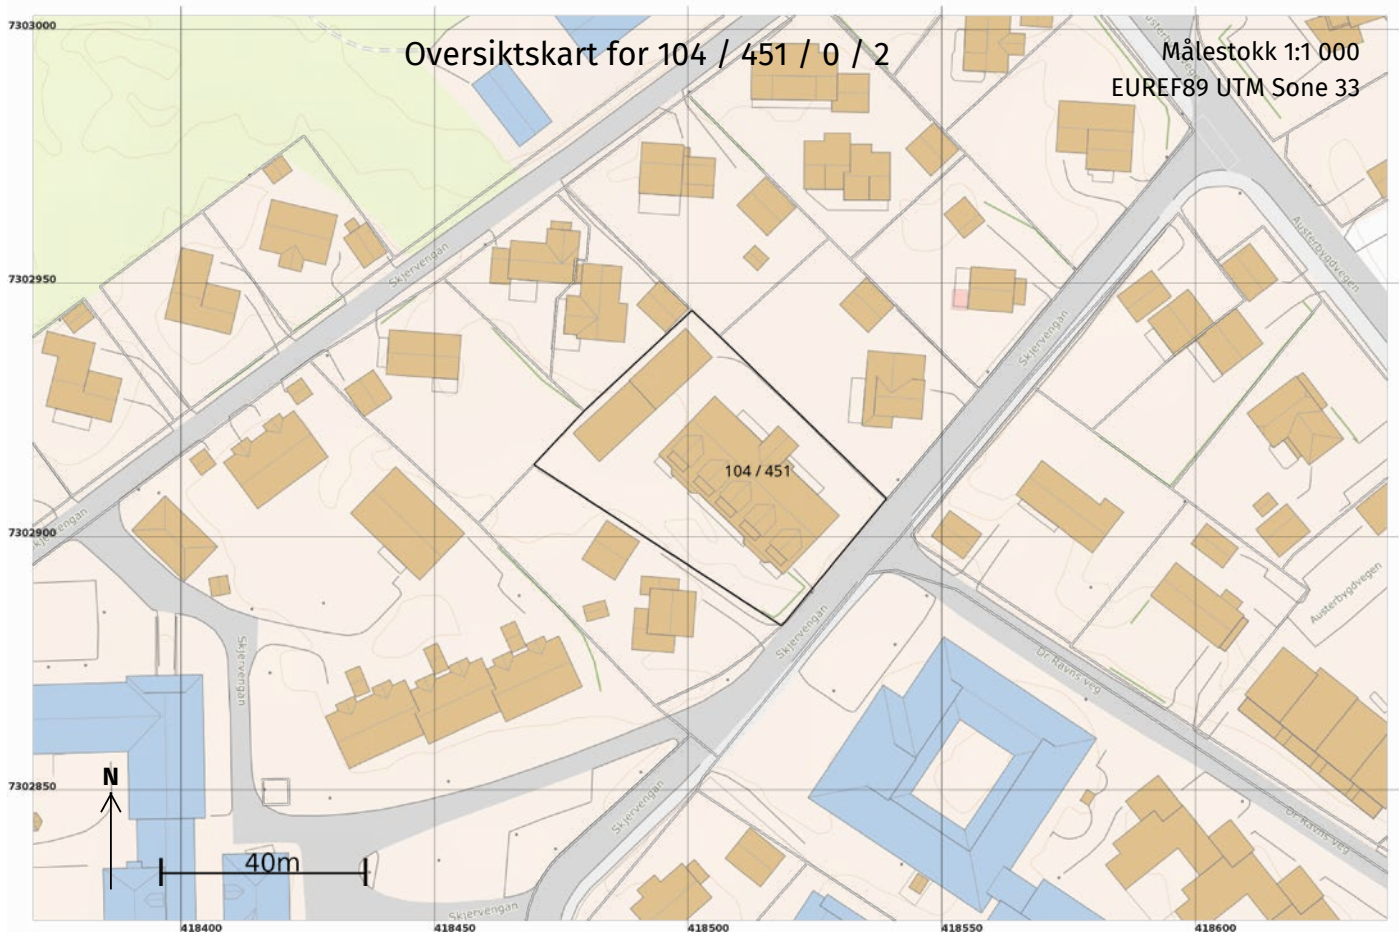 7303000
Oversiktskart for 104 / 451 / 0 / 2
Målestokk 1:1 000
EUREF89 UTM Sone 33
Austerbygdvegen
Skjervengan
7302950
Skjervengan
104 / 451
7302900
Skjervengan
Austerbygdvegen
Skjervengan
Skjervengan
Dr Ravns veg
N
7302850
Skjervengan
Dr Ravns veg
40m
Skjervengan
418400
418450
418500
418550
418600